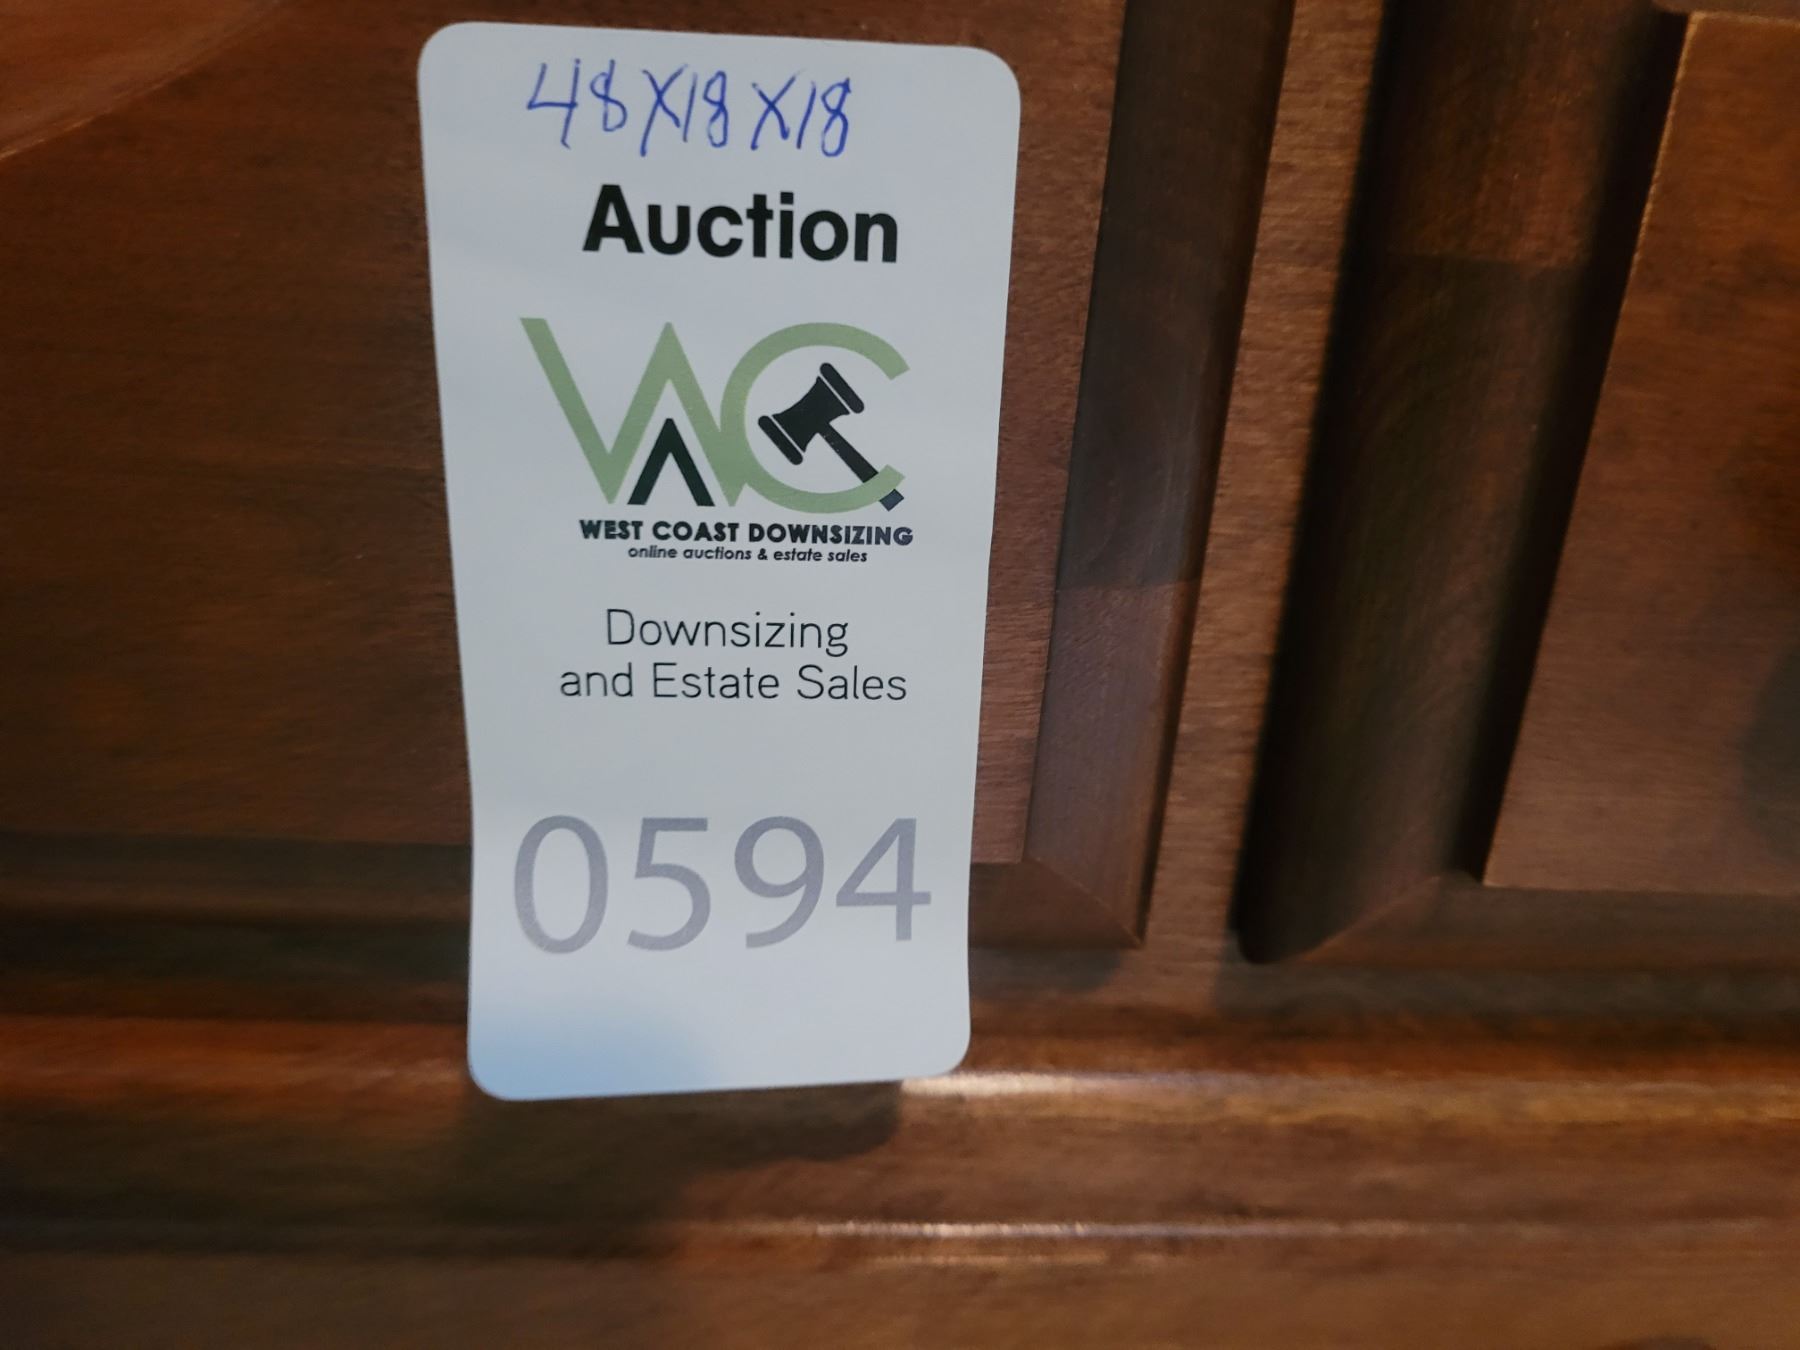 48X18X18
Auction
WC
WEST COAST DOWNSIZING
online auctions & estate sales
Downsizing
and Estate Sales
0594